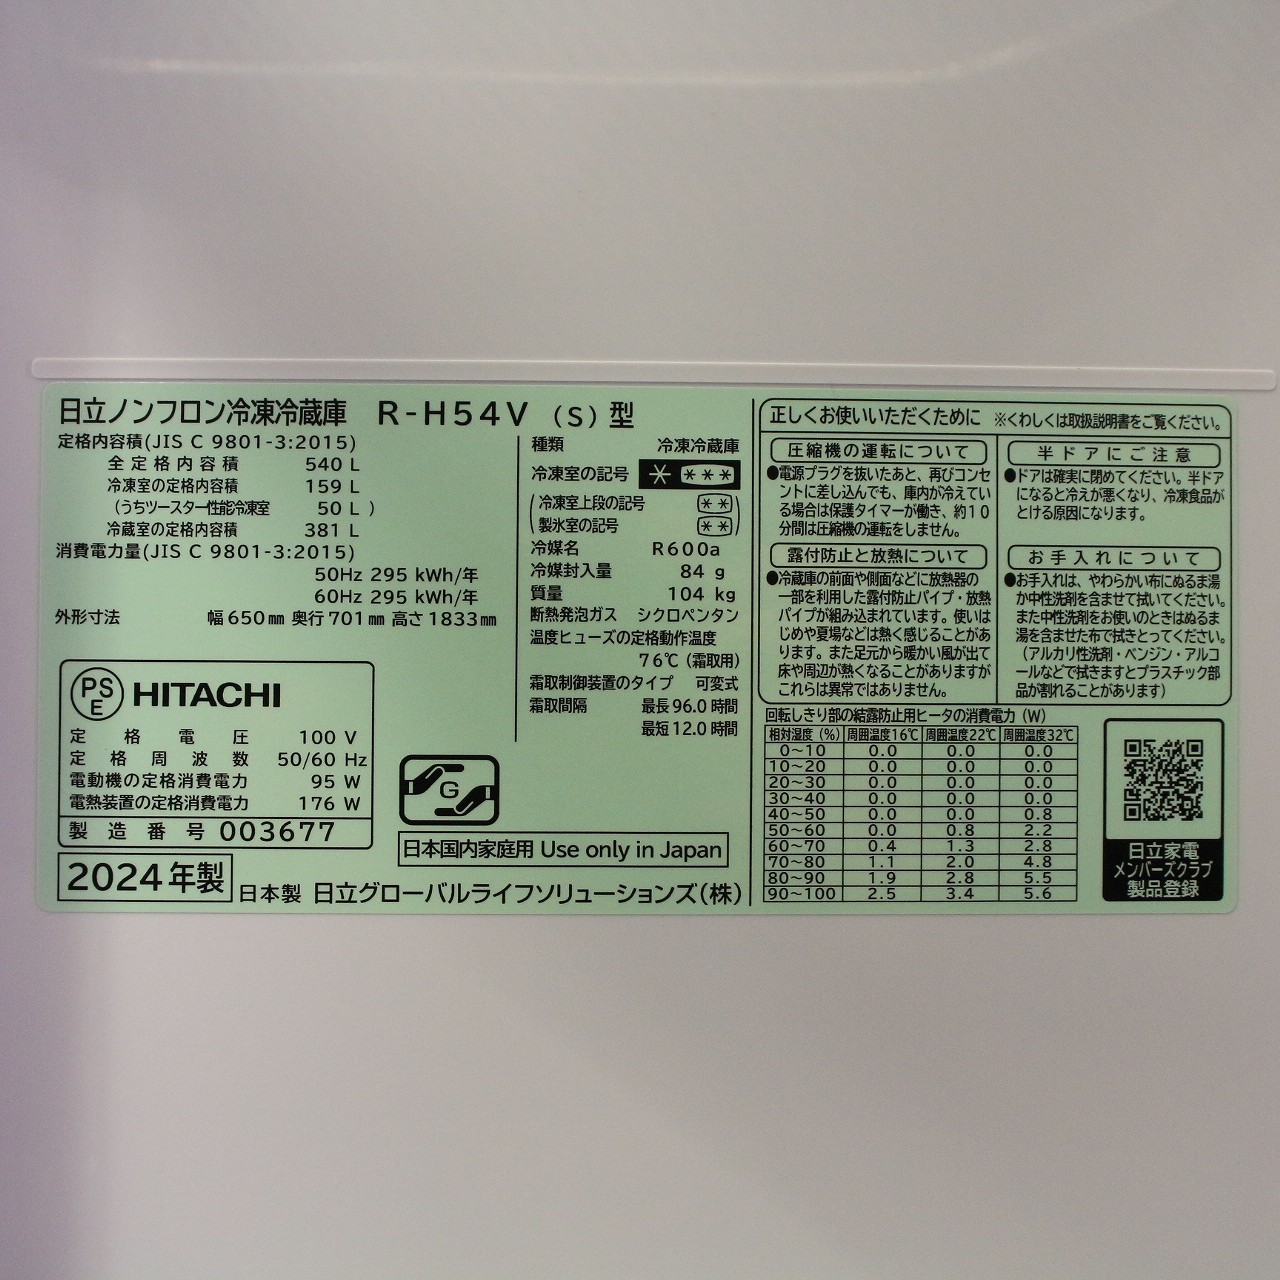 日立ノンフロン冷凍冷蔵庫 R-H54V (S) 型
定格内容積(JIS C 9801-3:2015)
全定格内容積 540 L
冷凍室の定格内容積 159 L
(うちツースター性能冷凍室 50 L )
冷蔵室の定格内容積 381 L
消費電力量(JIS C 9801-3:2015)
50Hz 295 kWh/年
60Hz 295 kWh/年
外形寸法 幅650㎜ 奥行701㎜ 高さ1833㎜
PS
E
HITACHI
定格電圧 100 V
定格周波数 50/60 Hz
電動機の定格消費電力 95 W
電熱装置の定格消費電力 176 W
製造番号 003677
2024年製
日本製 日立グローバルライフソリューションズ(株)
種類 冷凍冷蔵庫
冷凍室の記号 * ***
(冷凍室上段の記号 **
製氷室の記号 **)
冷媒名 R600a
冷媒封入量 84 g
質量 104 kg
断熱発泡ガス シクロペンタン
温度ヒューズの定格動作温度
76℃(霜取用)
霜取制御装置のタイプ 可変式
霜取間隔 最長96.0時間
最短12.0時間
G
日本国内家庭用 Use only in Japan
正しくお使いいただくために ※くわしくは取扱説明書をご覧ください。
圧縮機の運転について
●電源プラグを抜いたあと、再びコンセ
ントに差し込んでも、庫内が冷えてい
る場合は保護タイマーが働き、約10
分間は圧縮機の運転をしません。
露付防止と放熱について
●冷蔵庫の前面や側面などに放熱器の
一部を利用した露付防止パイプ・放熱
パイプが組み込まれています。使いは
じめや夏場などは熱く感じることがあ
ります。また足元から暖かい風が出て
床や周辺が熱くなることがありますが
これらは異常ではありません。
半ドアにご注意
●ドアは確実に閉めてください。半ドア
になると冷えが悪くなり、冷凍食品が
とける原因になります。
お手入れについて
●お手入れは、やわらかい布にぬるま湯
か中性洗剤を含ませて拭いてください。
また中性洗剤をお使いのときはぬるま
湯を含ませた布で拭きとってください。
(アルカリ性洗剤・ベンジン・アルコ
ールなどで拭きますとプラスチック部
品が割れることがあります)
回転しきり部の結露防止用ヒータの消費電力(W)
相対湿度(%) 周囲温度16℃ 周囲温度22℃ 周囲温度32℃
0～10 0.0 0.0 0.0
10～20 0.0 0.0 0.0
20～30 0.0 0.0 0.0
30～40 0.0 0.0 0.0
40～50 0.0 0.0 0.8
50～60 0.0 0.8 2.2
60～70 0.4 1.3 2.8
70～80 1.1 2.0 4.8
80～90 1.9 2.8 5.5
90～100 2.5 3.4 5.6
日立家電
メンバーズクラブ
製品登録